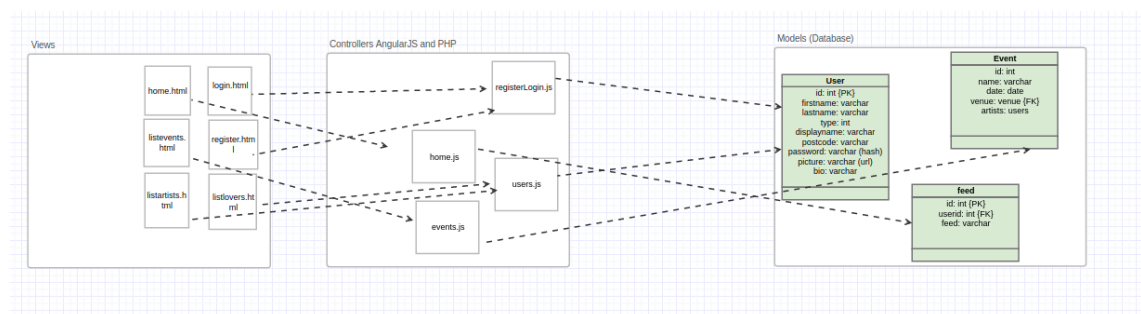 Views
home.html
login.html
listevents.
html
register.htm
l
listartists.h
tml
listlovers.ht
ml
Controllers AngularJS and PHP
registerLogin.js
home.js
users.js
events.js
Models (Database)
User
id: int {PK}
firstname: varchar
lastname: varchar
type: int
displayname: varchar
postcode: varchar
password: varchar (hash)
picture: varchar (url)
bio: varchar
Event
id: int
name: varchar
date: date
venue: venue {FK}
artists: users
feed
id: int {PK}
userid: int {FK}
feed: varchar